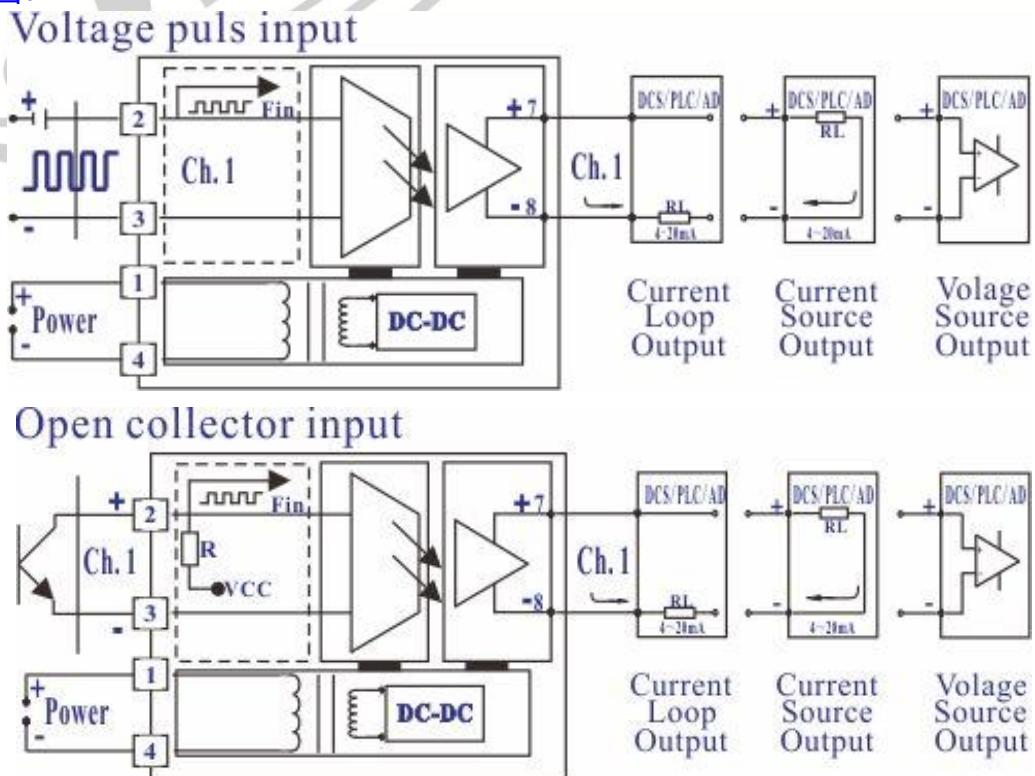 Voltage puls input
+
2
Fin
Ch.1
-
3
1
+
Power
-
4
DC-DC
+7
-8
Ch.1
DCS/PLC/AD
RL
4~20mA
Current
Loop
Output
+
DCS/PLC/AD
RL
-
4~20mA
Current
Source
Output
+
DCS/PLC/AD
-
Volage
Source
Output
Open collector input
+
2
Fin
Ch.1
R
VCC
3
-
1
+
Power
-
4
DC-DC
+7
-8
Ch.1
DCS/PLC/AD
RL
4~20mA
Current
Loop
Output
+
DCS/PLC/AD
RL
-
4~20mA
Current
Source
Output
+
DCS/PLC/AD
-
Volage
Source
Output